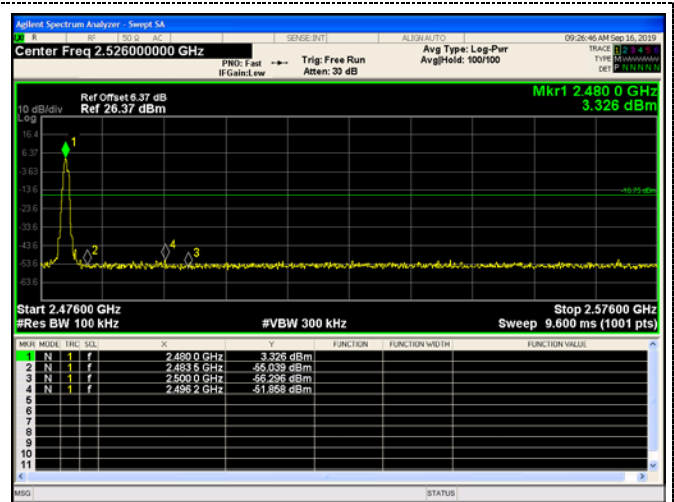 Agilent Spectrum Analyzer - Swept SA
R RF 50 Ω AC SENSE:INT ALIGN AUTO 09:26:46 AM Sep 16, 2019
Center Freq 2.526000000 GHz Avg Type: Log-Pwr TRACE 1 2 3 4 5 6
PNO: Fast Trig: Free Run Avg|Hold: 100/100 TYPE M
IFGain:Low Atten: 30 dB DET P N N N N N
Ref Offset 6.37 dB Mkr1 2.480 0 GHz
10 dB/div Ref 26.37 dBm 3.326 dBm
Log
16.4
1
6.37
-3.63
-13.6
-23.6
-33.6
-43.6
2 4 3
-53.6
-63.6
Start 2.47600 GHz Stop 2.57600 GHz
#Res BW 100 kHz #VBW 300 kHz Sweep 9.600 ms (1001 pts)
MKR MODE TRC SCL X Y FUNCTION FUNCTION WIDTH FUNCTION VALUE
1 N 1 f 2.480 0 GHz 3.326 dBm
2 N 1 f 2.483 5 GHz -55.039 dBm
3 N 1 f 2.500 0 GHz -56.296 dBm
4 N 1 f 2.496 2 GHz -51.858 dBm
5
6
7
8
9
10
11
MSG STATUS